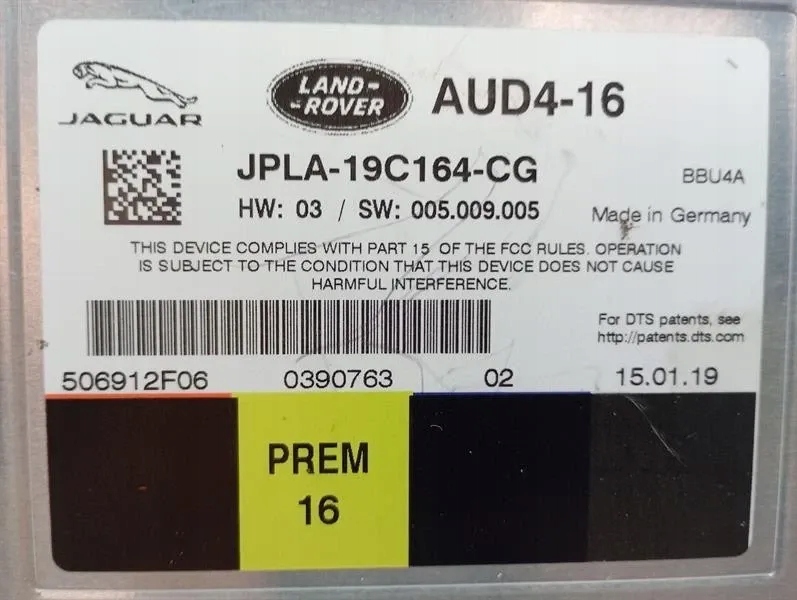 JAGUAR
LAND-
-ROVER
AUD4-16
JPLA-19C164-CG
BBU4A
HW: 03 / SW: 005.009.005
Made in Germany
THIS DEVICE COMPLIES WITH PART 15 OF THE FCC RULES. OPERATION
IS SUBJECT TO THE CONDITION THAT THIS DEVICE DOES NOT CAUSE
HARMFUL INTERFERENCE.
For DTS patents, see
http://patents.dts.com
506912F06 0390763 02 15.01.19
PREM
16